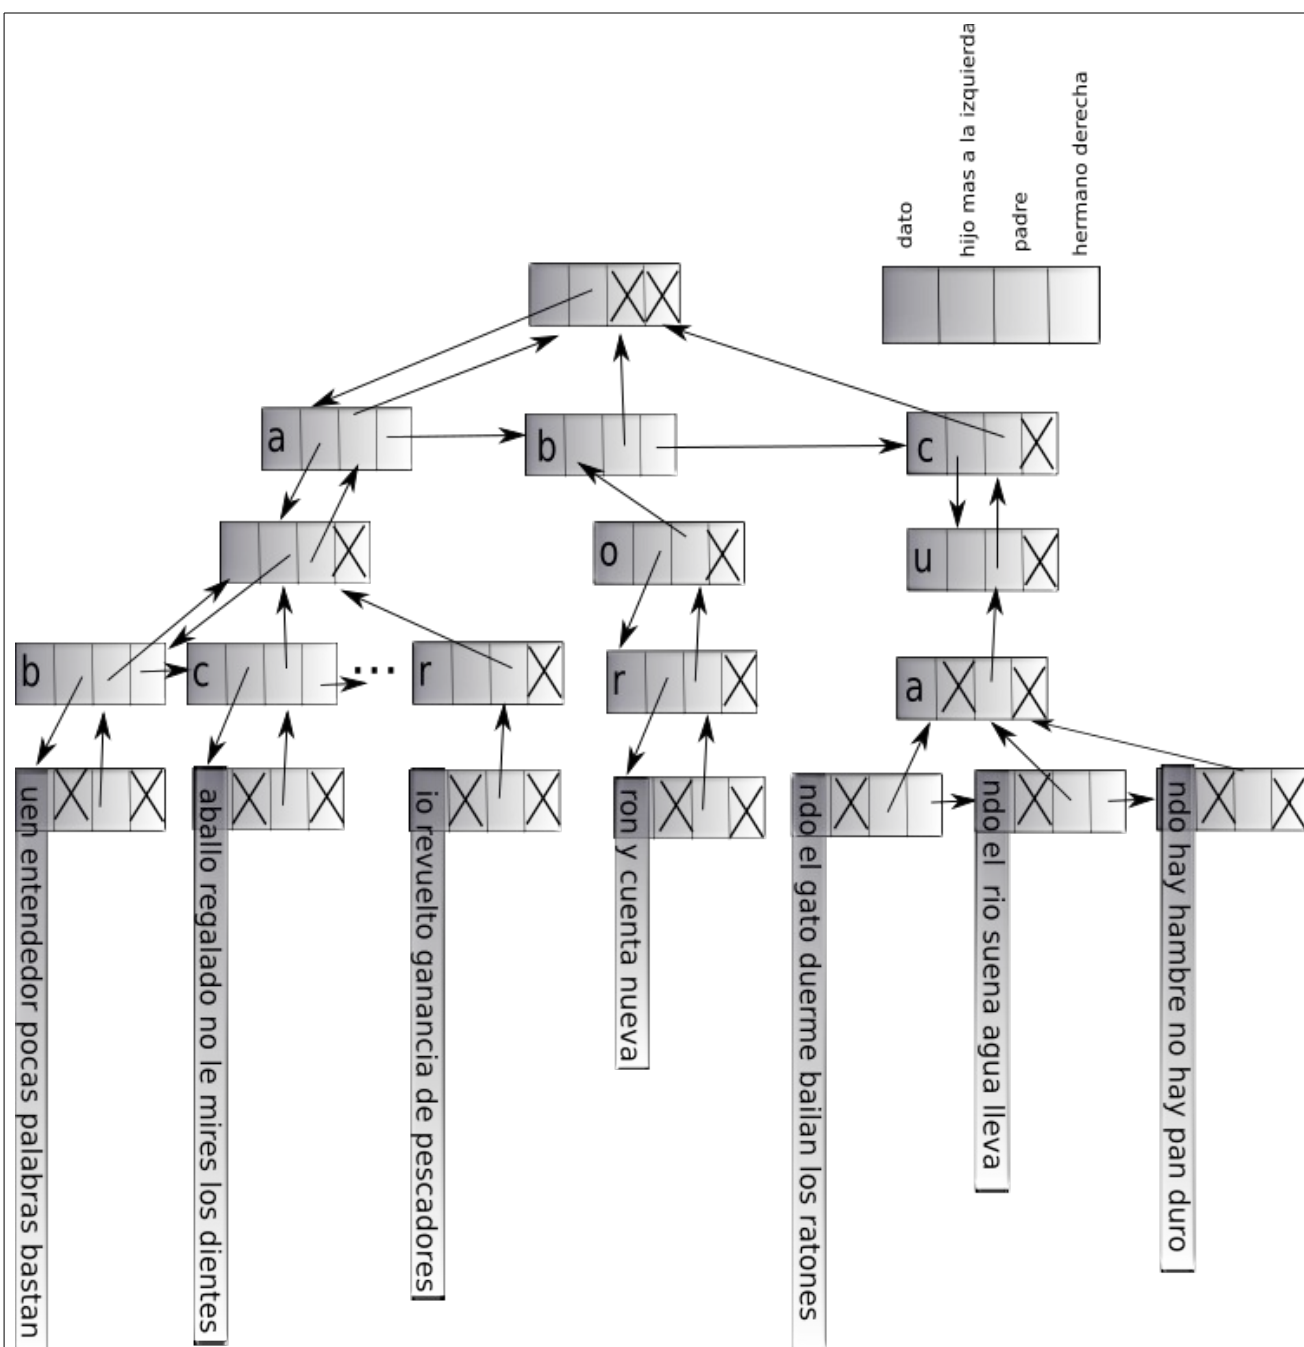 dato
hijo mas a la izquierda
padre
hermano derecha
a
b
c
o
u
b
c
...
r
r
a
uen entendedor pocas palabras bastan
aballo regalado no le mires los dientes
io revuelto ganancia de pescadores
ron y cuenta nueva
ndo el gato duerme bailan los ratones
ndo el rio suena agua lleva
ndo hay hambre no hay pan duro